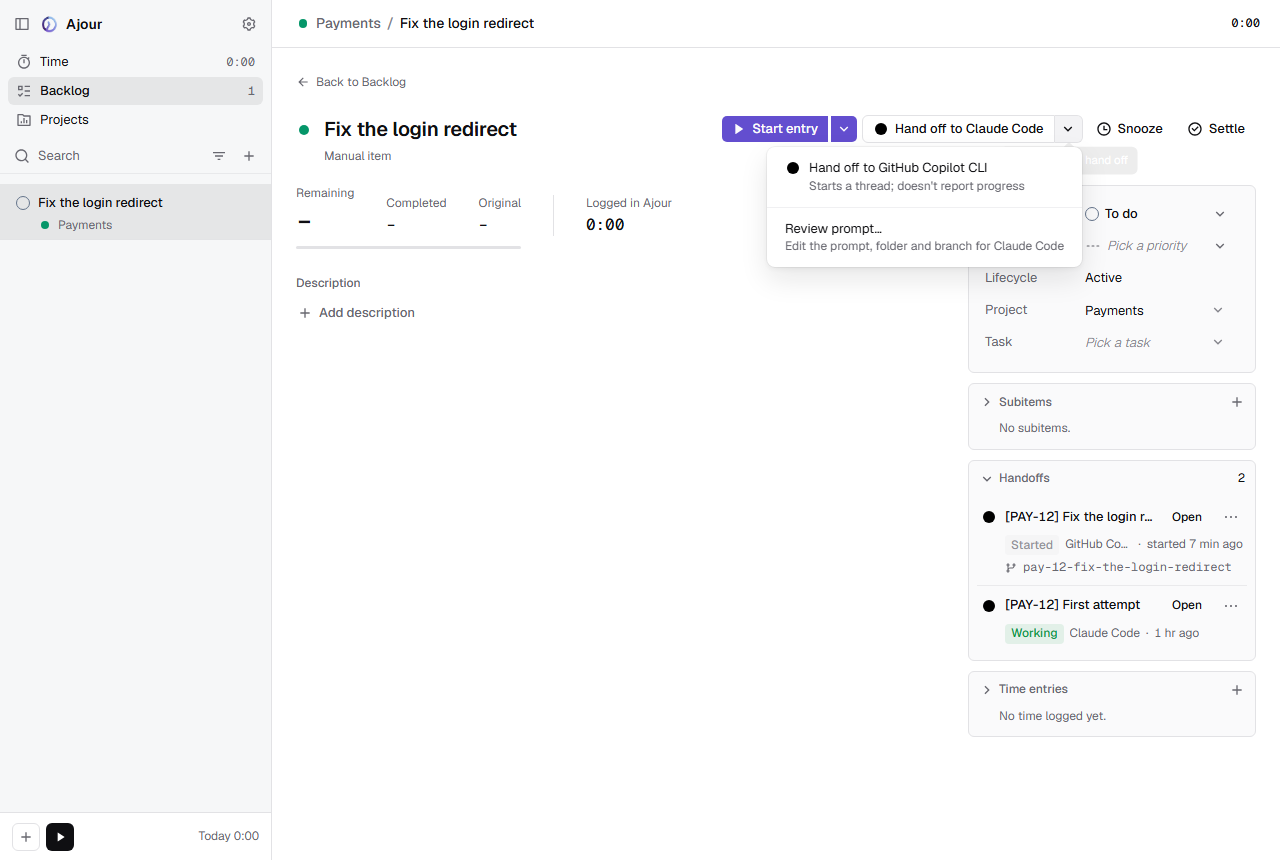 Ajour
Time 0:00
Backlog 1
Projects
Search
Fix the login redirect
Payments
Today 0:00
Payments / Fix the login redirect 0:00
Back to Backlog
Fix the login redirect
Manual item
Start entry
Hand off to Claude Code
Snooze
Settle
Hand off to GitHub Copilot CLI
Starts a thread; doesn't report progress
Review prompt...
Edit the prompt, folder and branch for Claude Code
hand off
Remaining
–
Completed
–
Original
–
Logged in Ajour
0:00
Description
Add description
To do
--- Pick a priority
Lifecycle Active
Project Payments
Task Pick a task
Subitems
No subitems.
Handoffs 2
[PAY-12] Fix the login r... Open ...
Started GitHub Co... · started 7 min ago
pay-12-fix-the-login-redirect
[PAY-12] First attempt Open ...
Working Claude Code · 1 hr ago
Time entries
No time logged yet.